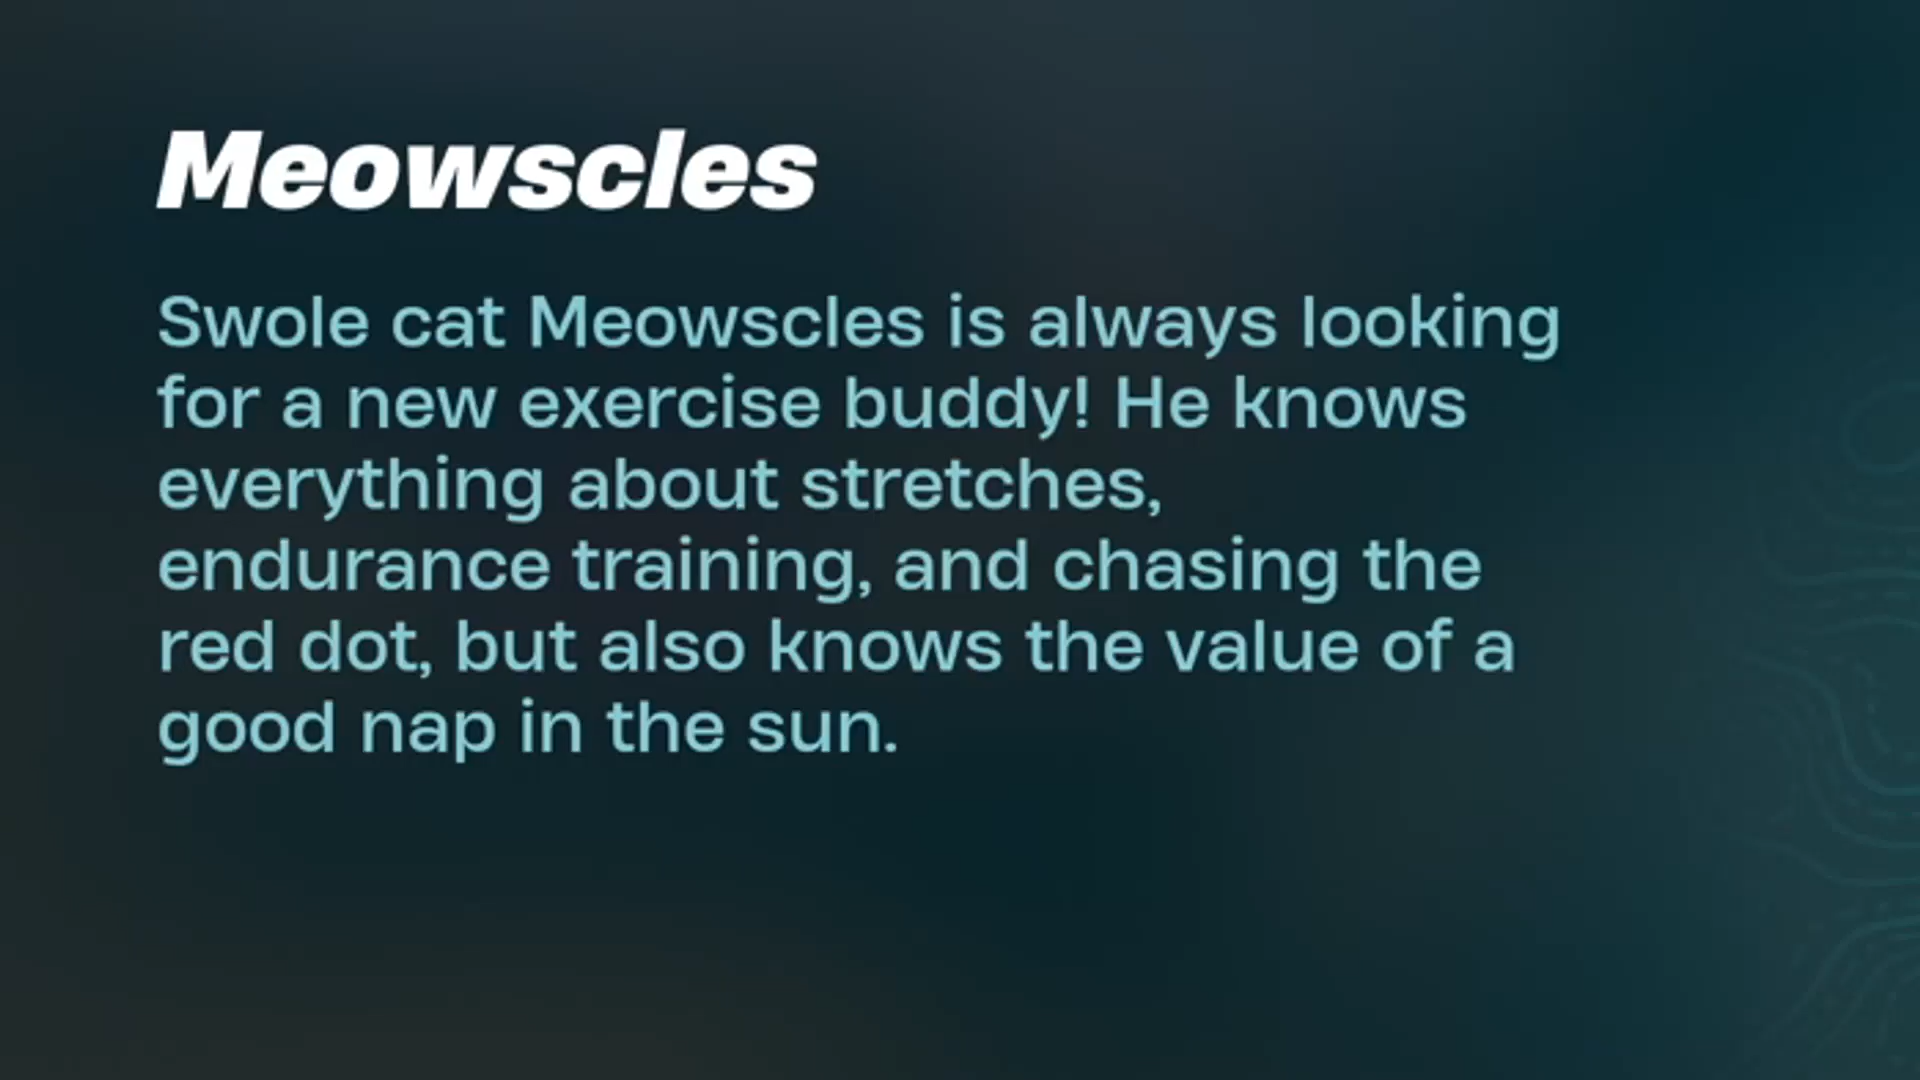 Meowscles
Swole cat Meowscles is always looking
for a new exercise buddy! He knows
everything about stretches,
endurance training, and chasing the
red dot, but also knows the value of a
good nap in the sun.